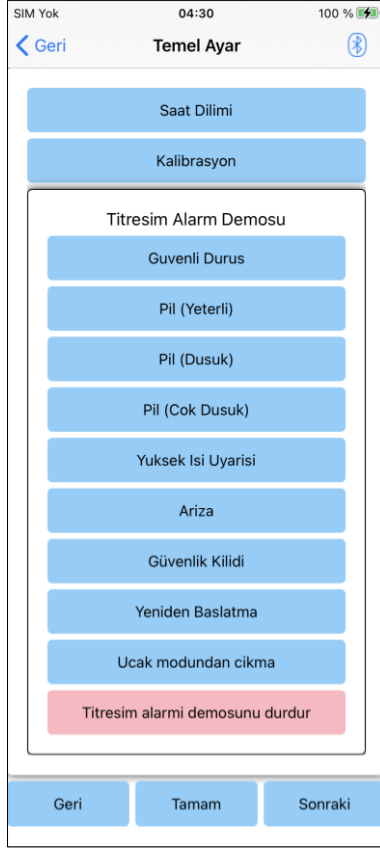 SIM Yok 04:30 100 %
Geri Temel Ayar
Saat Dilimi
Kalibrasyon
Titresim Alarm Demosu
Guvenli Durus
Pil (Yeterli)
Pil (Dusuk)
Pil (Cok Dusuk)
Yuksek Isi Uyarisi
Ariza
Güvenlik Kilidi
Yeniden Baslatma
Ucak modundan cikma
Titresim alarmi demosunu durdur
Geri Tamam Sonraki